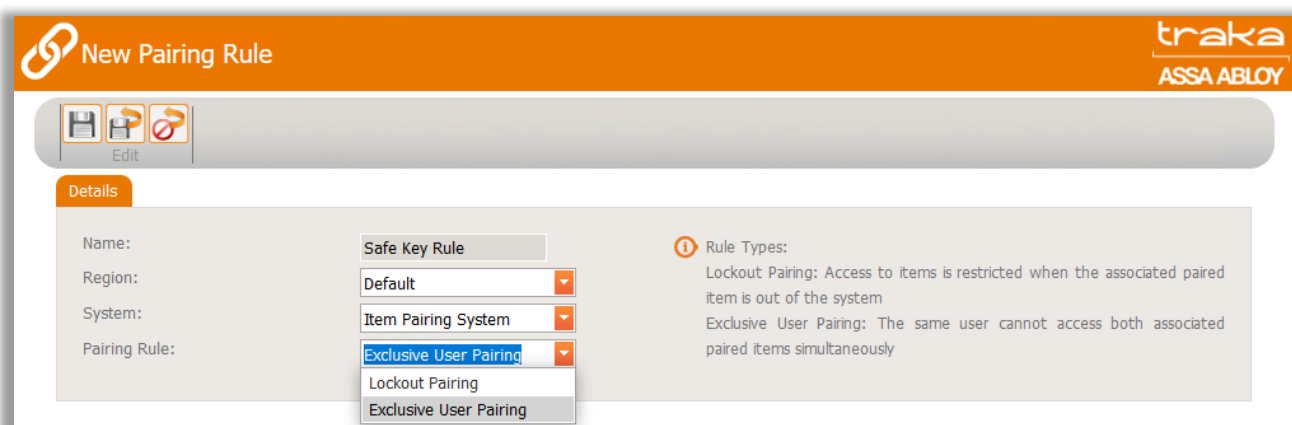 New Pairing Rule
traka
ASSA ABLOY
Edit
Details
Name:
Safe Key Rule
Region:
Default
System:
Item Pairing System
Pairing Rule:
Exclusive User Pairing
Lockout Pairing
Exclusive User Pairing
Rule Types:
Lockout Pairing: Access to items is restricted when the associated paired
item is out of the system
Exclusive User Pairing: The same user cannot access both associated
paired items simultaneously